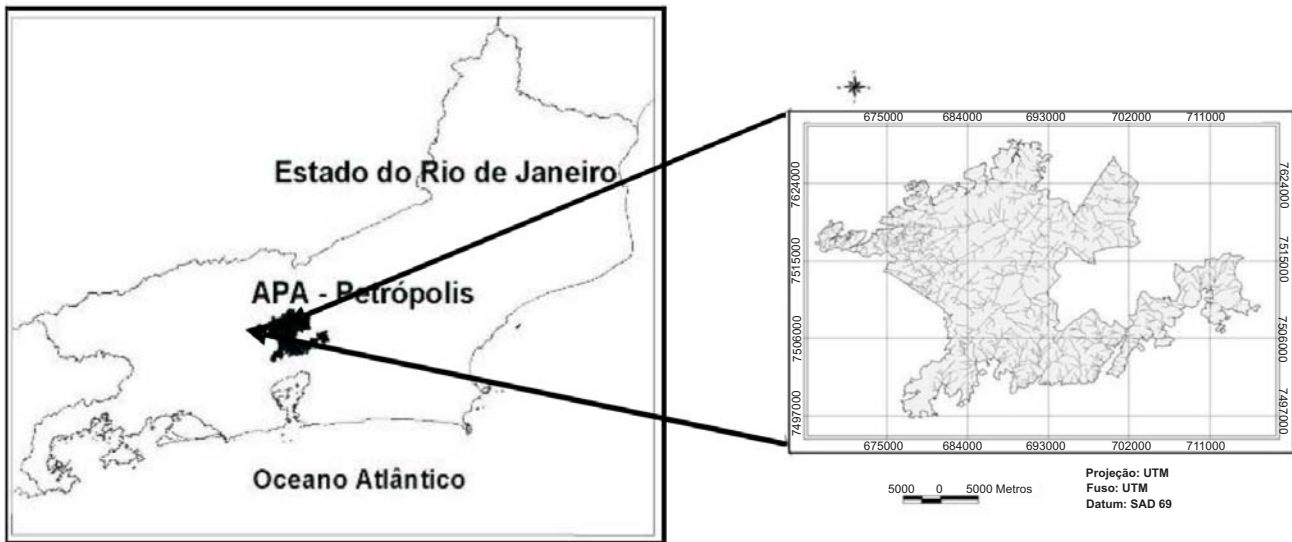 Estado do Rio de Janeiro
APA - Petrópolis
Oceano Atlântico
675000 684000 693000 702000 711000
7624000 7624000
7515000 7515000
7506000 7506000
7497000 7497000
675000 684000 693000 702000 711000
5000 0 5000 Metros
Projeção: UTM
Fuso: UTM
Datum: SAD 69